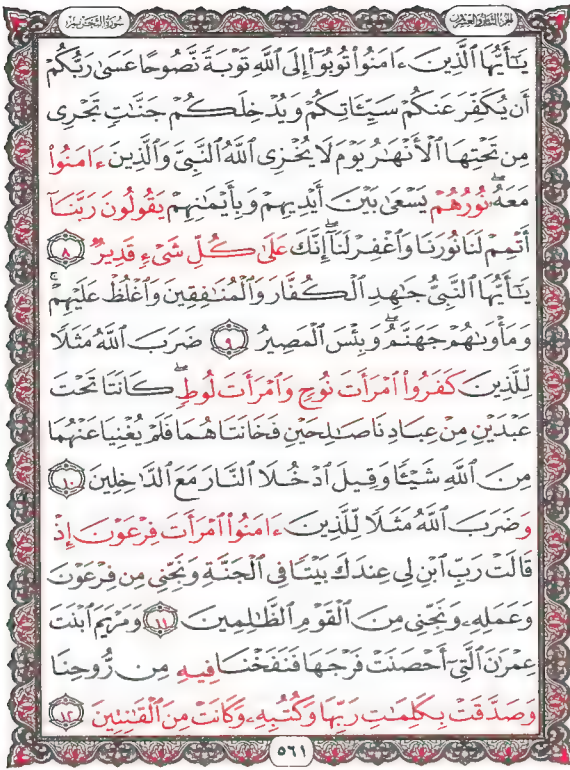 الجزء الثامن والعشرون
سورة التحريم
يَـٰٓأَيُّهَا ٱلَّذِينَ ءَامَنُوا۟ تُوبُوٓا۟ إِلَى ٱللَّهِ تَوْبَةً نَّصُوحًا عَسَىٰ رَبُّكُمْ
أَن يُكَفِّرَ عَنكُمْ سَيِّـَٔاتِكُمْ وَيُدْخِلَكُمْ جَنَّـٰتٍ تَجْرِى
مِن تَحْتِهَا ٱلْأَنْهَـٰرُ يَوْمَ لَا يُخْزِى ٱللَّهُ ٱلنَّبِىَّ وَٱلَّذِينَ ءَامَنُوا۟
مَعَهُۥ نُورُهُمْ يَسْعَىٰ بَيْنَ أَيْدِيهِمْ وَبِأَيْمَـٰنِهِمْ يَقُولُونَ رَبَّنَآ
أَتْمِمْ لَنَا نُورَنَا وَٱغْفِرْ لَنَآ إِنَّكَ عَلَىٰ كُلِّ شَىْءٍ قَدِيرٌ ٨
يَـٰٓأَيُّهَا ٱلنَّبِىُّ جَـٰهِدِ ٱلْكُفَّارَ وَٱلْمُنَـٰفِقِينَ وَٱغْلُظْ عَلَيْهِمْ
وَمَأْوَىٰهُمْ جَهَنَّمُ وَبِئْسَ ٱلْمَصِيرُ ٩ ضَرَبَ ٱللَّهُ مَثَلًا
لِّلَّذِينَ كَفَرُوا۟ ٱمْرَأَتَ نُوحٍ وَٱمْرَأَتَ لُوطٍ كَانَتَا تَحْتَ
عَبْدَيْنِ مِنْ عِبَادِنَا صَـٰلِحَيْنِ فَخَانَتَاهُمَا فَلَمْ يُغْنِيَا عَنْهُمَا
مِنَ ٱللَّهِ شَيْـًٔا وَقِيلَ ٱدْخُلَا ٱلنَّارَ مَعَ ٱلدَّٰخِلِينَ ١٠
وَضَرَبَ ٱللَّهُ مَثَلًا لِّلَّذِينَ ءَامَنُوا۟ ٱمْرَأَتَ فِرْعَوْنَ إِذْ
قَالَتْ رَبِّ ٱبْنِ لِى عِندَكَ بَيْتًا فِى ٱلْجَنَّةِ وَنَجِّنِى مِن فِرْعَوْنَ
وَعَمَلِهِۦ وَنَجِّنِى مِنَ ٱلْقَوْمِ ٱلظَّـٰلِمِينَ ١١ وَمَرْيَمَ ٱبْنَتَ
عِمْرَٰنَ ٱلَّتِىٓ أَحْصَنَتْ فَرْجَهَا فَنَفَخْنَا فِيهِ مِن رُّوحِنَا
وَصَدَّقَتْ بِكَلِمَـٰتِ رَبِّهَا وَكُتُبِهِۦ وَكَانَتْ مِنَ ٱلْقَـٰنِتِينَ ١٢
٥٦١